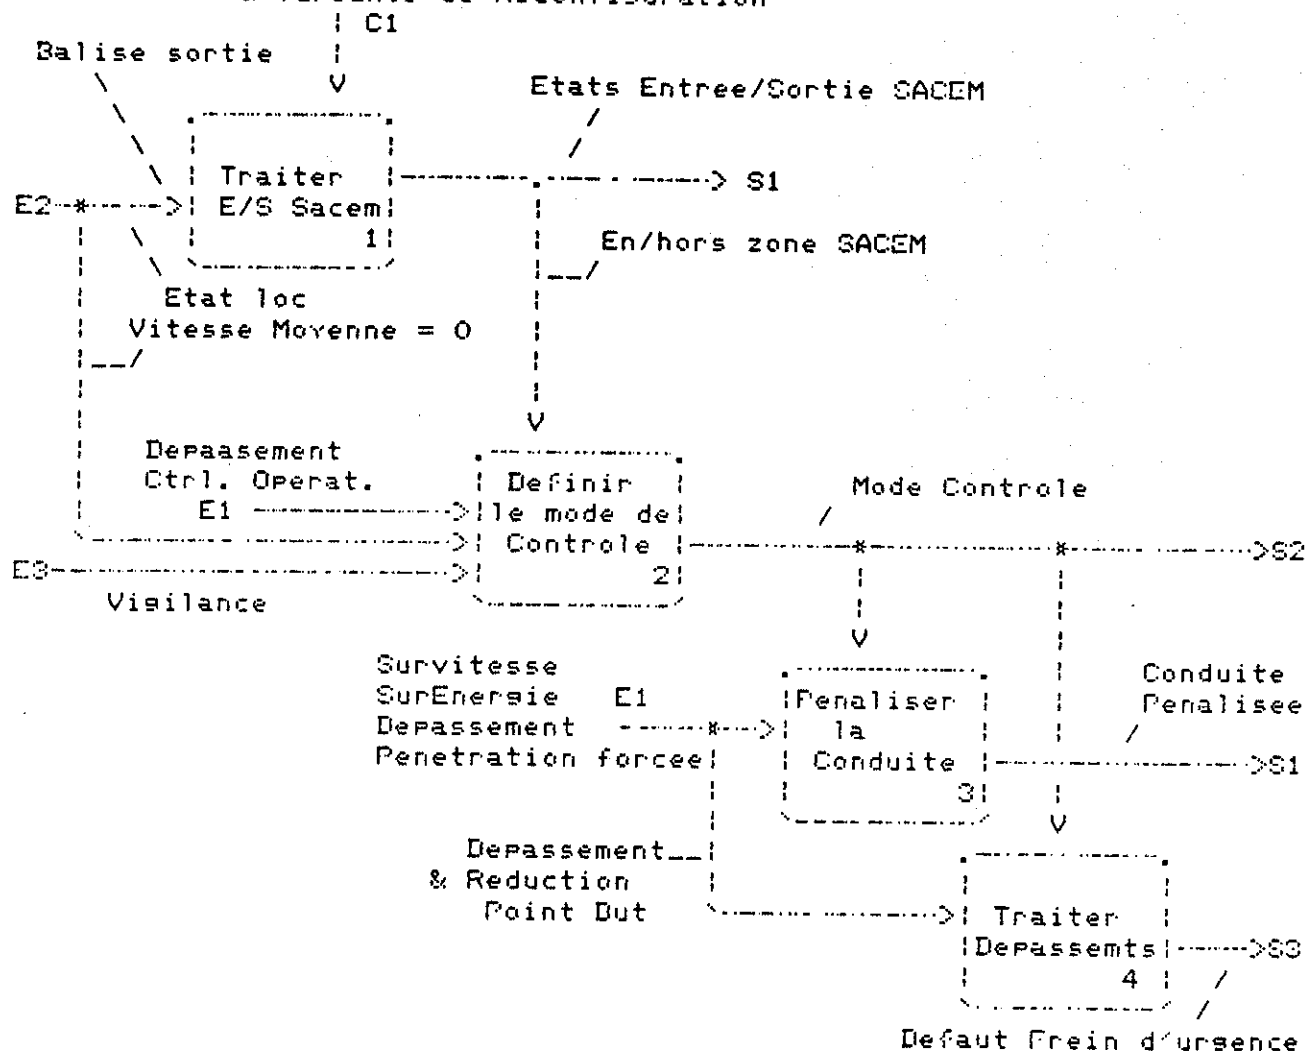 de Reconfiguration
C1
Balise sortie
Etats Entree/Sortie SACEM
Traiter
E/S Sacem
1
E2
S1
En/hors zone SACEM
Etat loc
Vitesse Moyenne = 0
Depaasement
Ctrl. Operat.
E1
Definir
le mode de
Controle
2
Mode Controle
S2
E3
Vigilance
Survitesse
SurEnergie E1
Depassement
Penetration forcee
Penaliser
la
Conduite
3
Conduite
Penalisee
S1
Depassement
& Reduction
Point But
Traiter
Depassemts
4
S3
Defaut Frein d'urgence